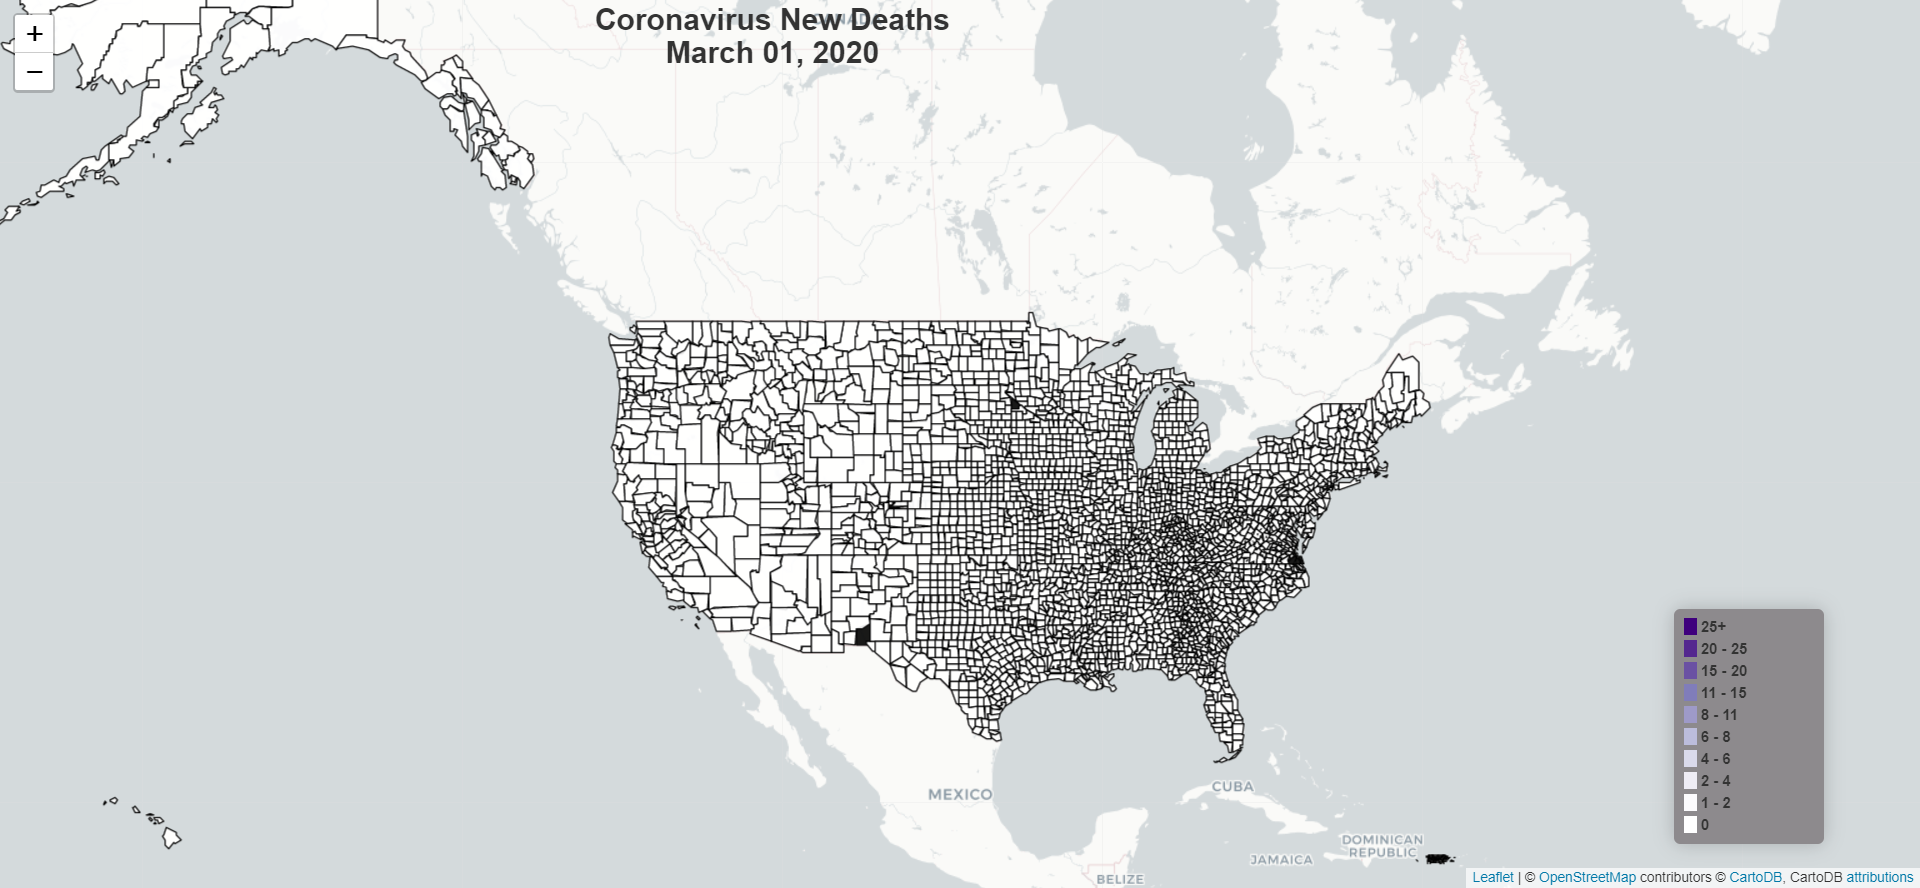 Coronavirus New Deaths
March 01, 2020
CANADA
+
−
25+
20 - 25
15 - 20
11 - 15
8 - 11
6 - 8
4 - 6
2 - 4
1 - 2
0
MEXICO
CUBA
DOMINICAN
REPUBLIC
JAMAICA
BELIZE
Leaflet | © OpenStreetMap contributors © CartoDB, CartoDB attributions